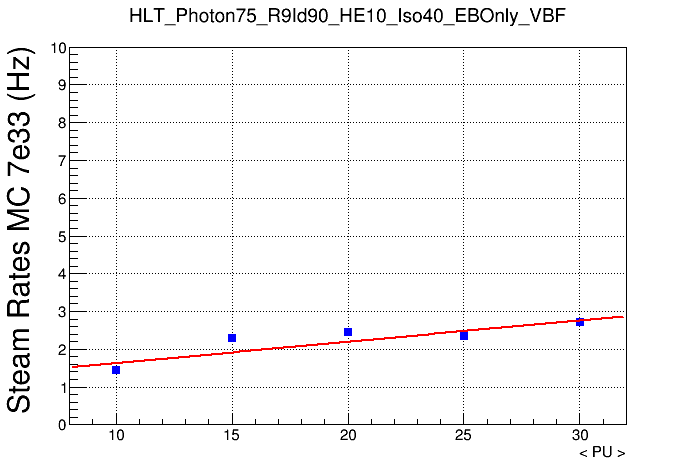 HLT_Photon75_R9Id90_HE10_Iso40_EBOnly_VBF
Steam Rates MC 7e33 (Hz)
10
9
8
7
6
5
4
3
2
1
0
10 15 20 25 30
< PU >